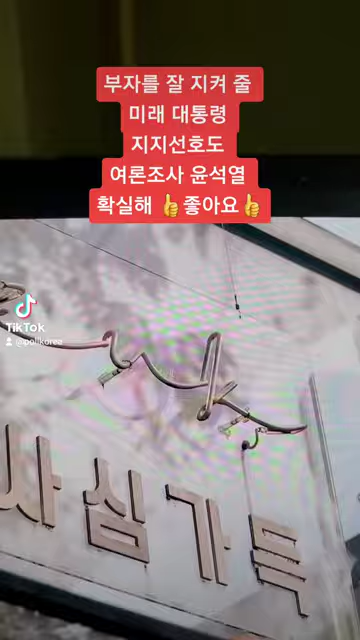 부자를 잘 지켜 줄
미래 대통령
지지선호도
여론조사 윤석열
확실해 👍좋아요👍
TikTok
@pollkorea
사심가득